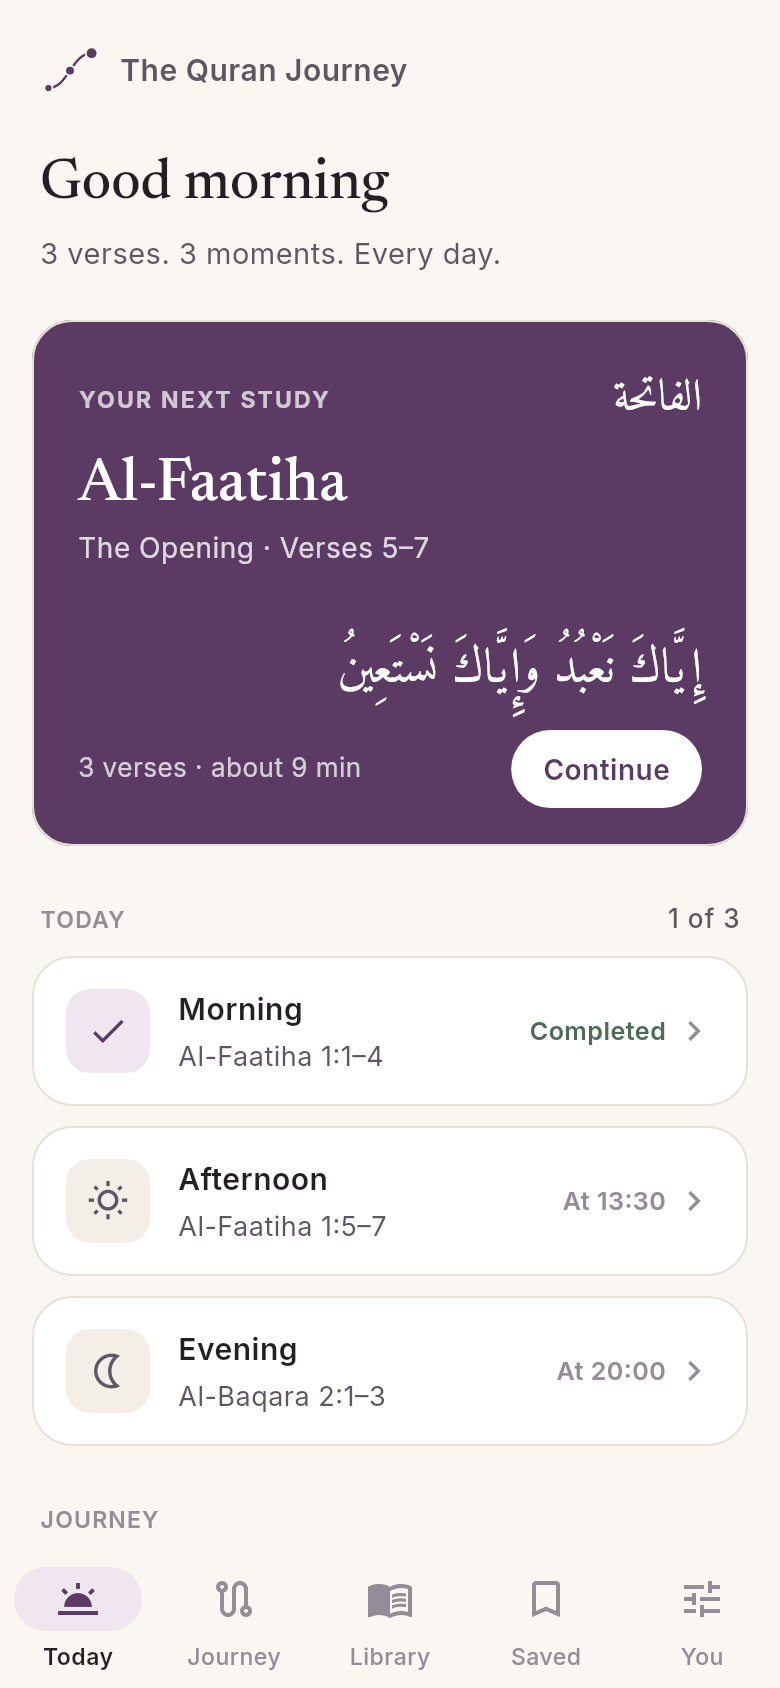 The Quran Journey
Good morning
3 verses. 3 moments. Every day.
YOUR NEXT STUDY
الفاتحة
Al-Faatiha
The Opening · Verses 5–7
إِيَّاكَ نَعْبُدُ وَإِيَّاكَ نَسْتَعِينُ
3 verses · about 9 min
Continue
TODAY
1 of 3
Morning
Al-Faatiha 1:1–4
Completed
Afternoon
Al-Faatiha 1:5–7
At 13:30
Evening
Al-Baqara 2:1–3
At 20:00
JOURNEY
Today
Journey
Library
Saved
You